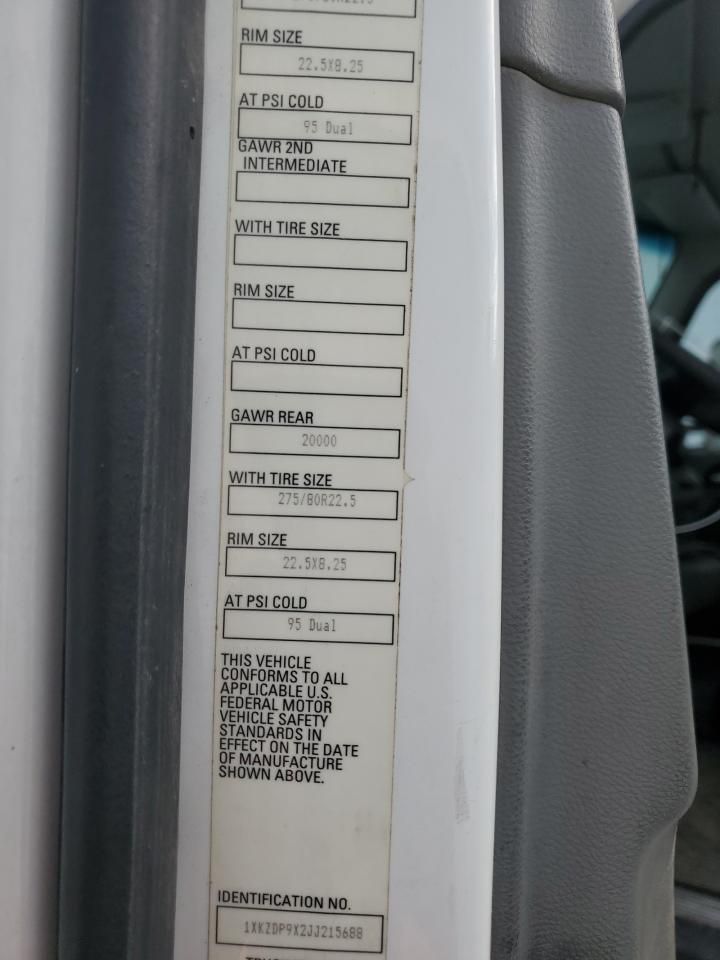 RIM SIZE
22.5X8.25
AT PSI COLD
95 Dual
GAWR 2ND
INTERMEDIATE
WITH TIRE SIZE
RIM SIZE
AT PSI COLD
GAWR REAR
20000
WITH TIRE SIZE
275/80R22.5
RIM SIZE
22.5X8.25
AT PSI COLD
95 Dual
THIS VEHICLE
CONFORMS TO ALL
APPLICABLE U.S.
FEDERAL MOTOR
VEHICLE SAFETY
STANDARDS IN
EFFECT ON THE DATE
OF MANUFACTURE
SHOWN ABOVE.
IDENTIFICATION NO.
1XKZDP9X2JJ215688